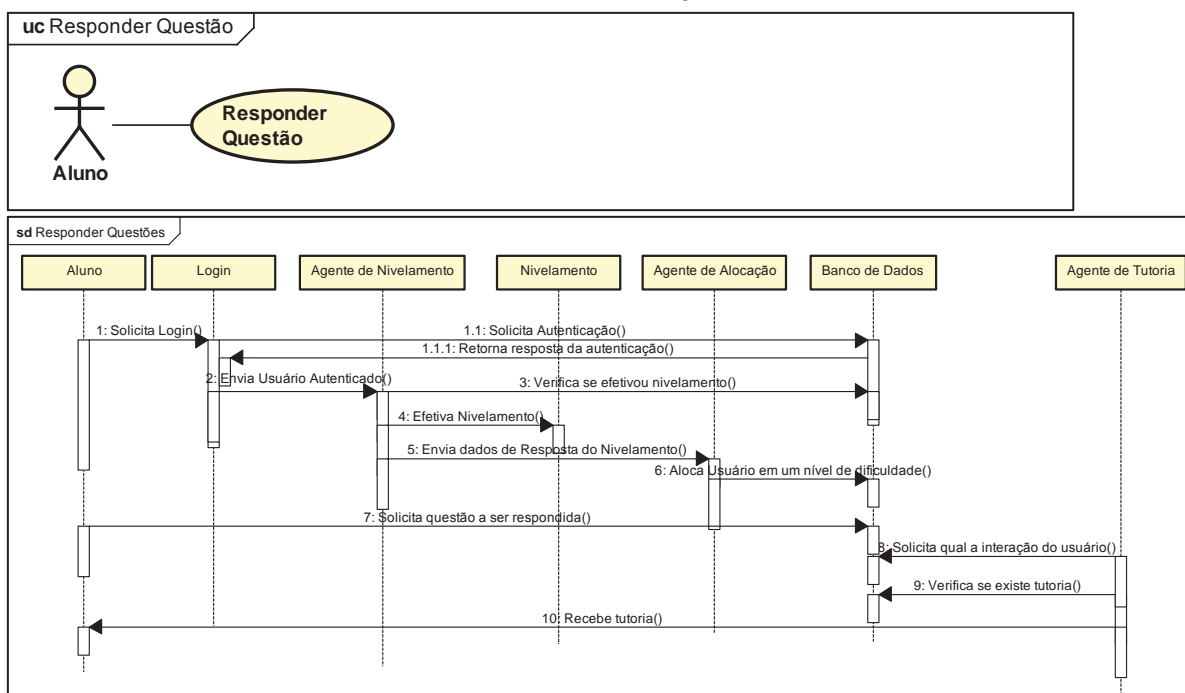 uc Responder Questão
Responder
Questão
Aluno
sd Responder Questões
Aluno
Login
Agente de Nivelamento
Nivelamento
Agente de Alocação
Banco de Dados
Agente de Tutoria
1: Solicita Login()
1.1: Solicita Autenticação()
1.1.1: Retorna resposta da autenticação()
2: Envia Usuário Autenticado()
3: Verifica se efetivou nivelamento()
4: Efetiva Nivelamento()
5: Envia dados de Resposta do Nivelamento()
6: Aloca Usuário em um nível de dificuldade()
7: Solicita questão a ser respondida()
8: Solicita qual a interação do usuário()
9: Verifica se existe tutoria()
10: Recebe tutoria()